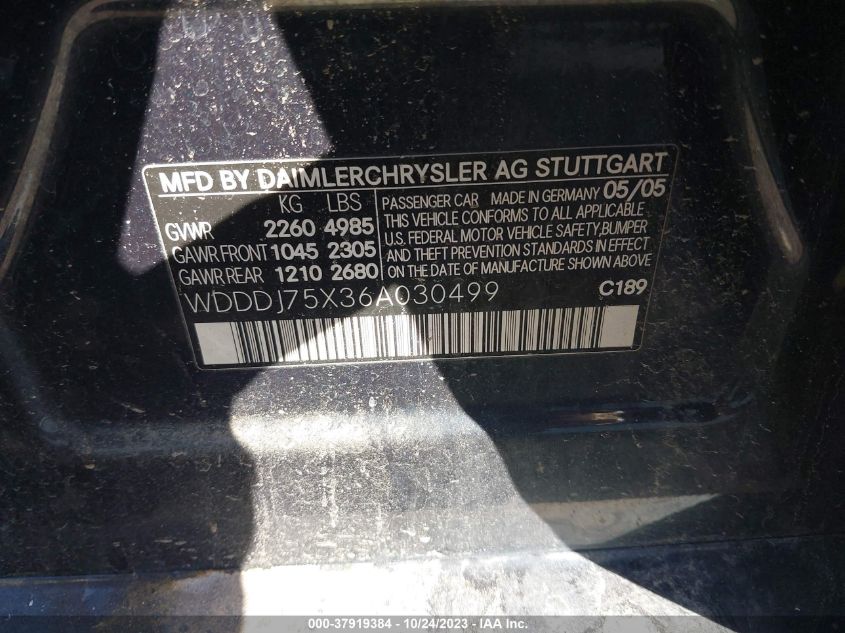 MFD BY DAIMLERCHRYSLER AG STUTTGART
KG LBS
GVWR 2260 4985
GAWR FRONT 1045 2305
GAWR REAR 1210 2680
PASSENGER CAR MADE IN GERMANY 05/05
THIS VEHICLE CONFORMS TO ALL APPLICABLE
U.S. FEDERAL MOTOR VEHICLE SAFETY, BUMPER
AND THEFT PREVENTION STANDARDS IN EFFECT
ON THE DATE OF MANUFACTURE SHOWN ABOVE
WDDDJ75X36A030499 C189
000-37919384 - 10/24/2023 - IAA Inc.